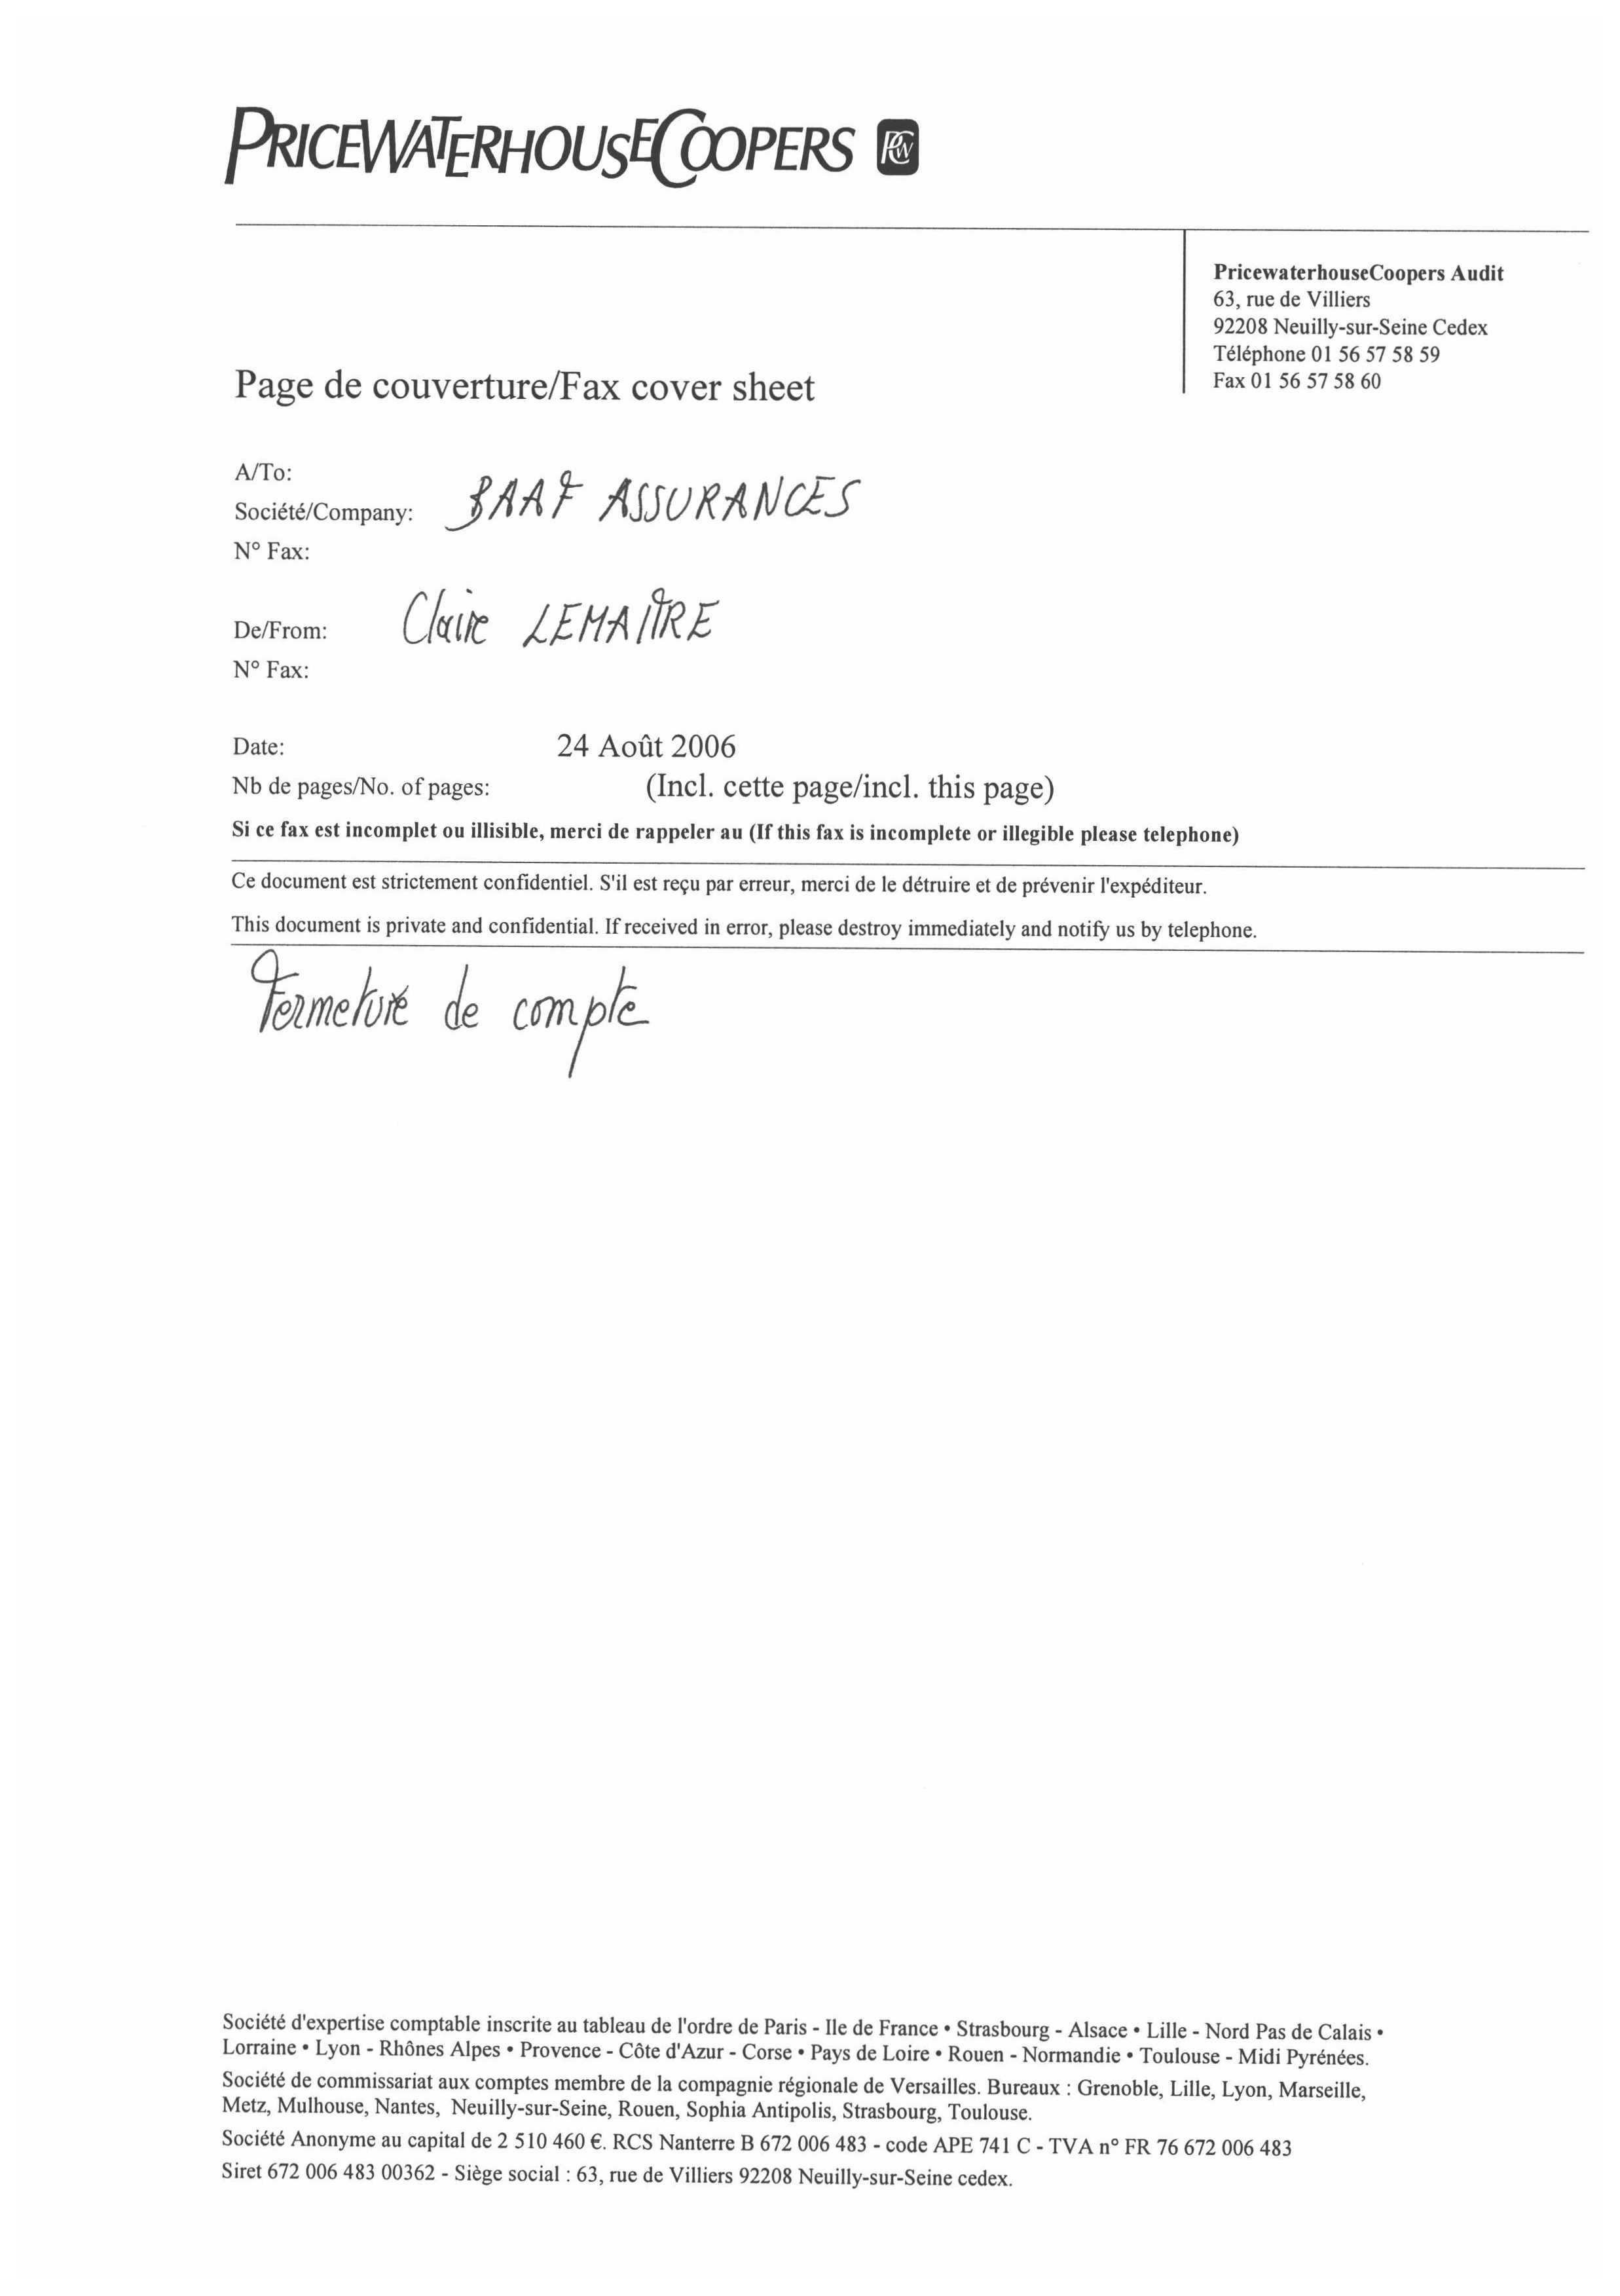 PRICEWATERHOUSECOOPERS PwC
PricewaterhouseCoopers Audit
63, rue de Villiers
92208 Neuilly-sur-Seine Cedex
Téléphone 01 56 57 58 59
Fax 01 56 57 58 60
Page de couverture/Fax cover sheet
A/To:
Société/Company: BAAF ASSURANCES
N° Fax:
De/From: Claire LEMAITRE
N° Fax:
Date: 24 Août 2006
Nb de pages/No. of pages: (Incl. cette page/incl. this page)
Si ce fax est incomplet ou illisible, merci de rappeler au (If this fax is incomplete or illegible please telephone)
Ce document est strictement confidentiel. S'il est reçu par erreur, merci de le détruire et de prévenir l'expéditeur.
This document is private and confidential. If received in error, please destroy immediately and notify us by telephone.
Fermeture de compte
Société d'expertise comptable inscrite au tableau de l'ordre de Paris - Ile de France • Strasbourg - Alsace • Lille - Nord Pas de Calais •
Lorraine • Lyon - Rhônes Alpes • Provence - Côte d'Azur - Corse • Pays de Loire • Rouen - Normandie • Toulouse - Midi Pyrénées.
Société de commissariat aux comptes membre de la compagnie régionale de Versailles. Bureaux : Grenoble, Lille, Lyon, Marseille,
Metz, Mulhouse, Nantes, Neuilly-sur-Seine, Rouen, Sophia Antipolis, Strasbourg, Toulouse.
Société Anonyme au capital de 2 510 460 €. RCS Nanterre B 672 006 483 - code APE 741 C - TVA n° FR 76 672 006 483
Siret 672 006 483 00362 - Siège social : 63, rue de Villiers 92208 Neuilly-sur-Seine cedex.